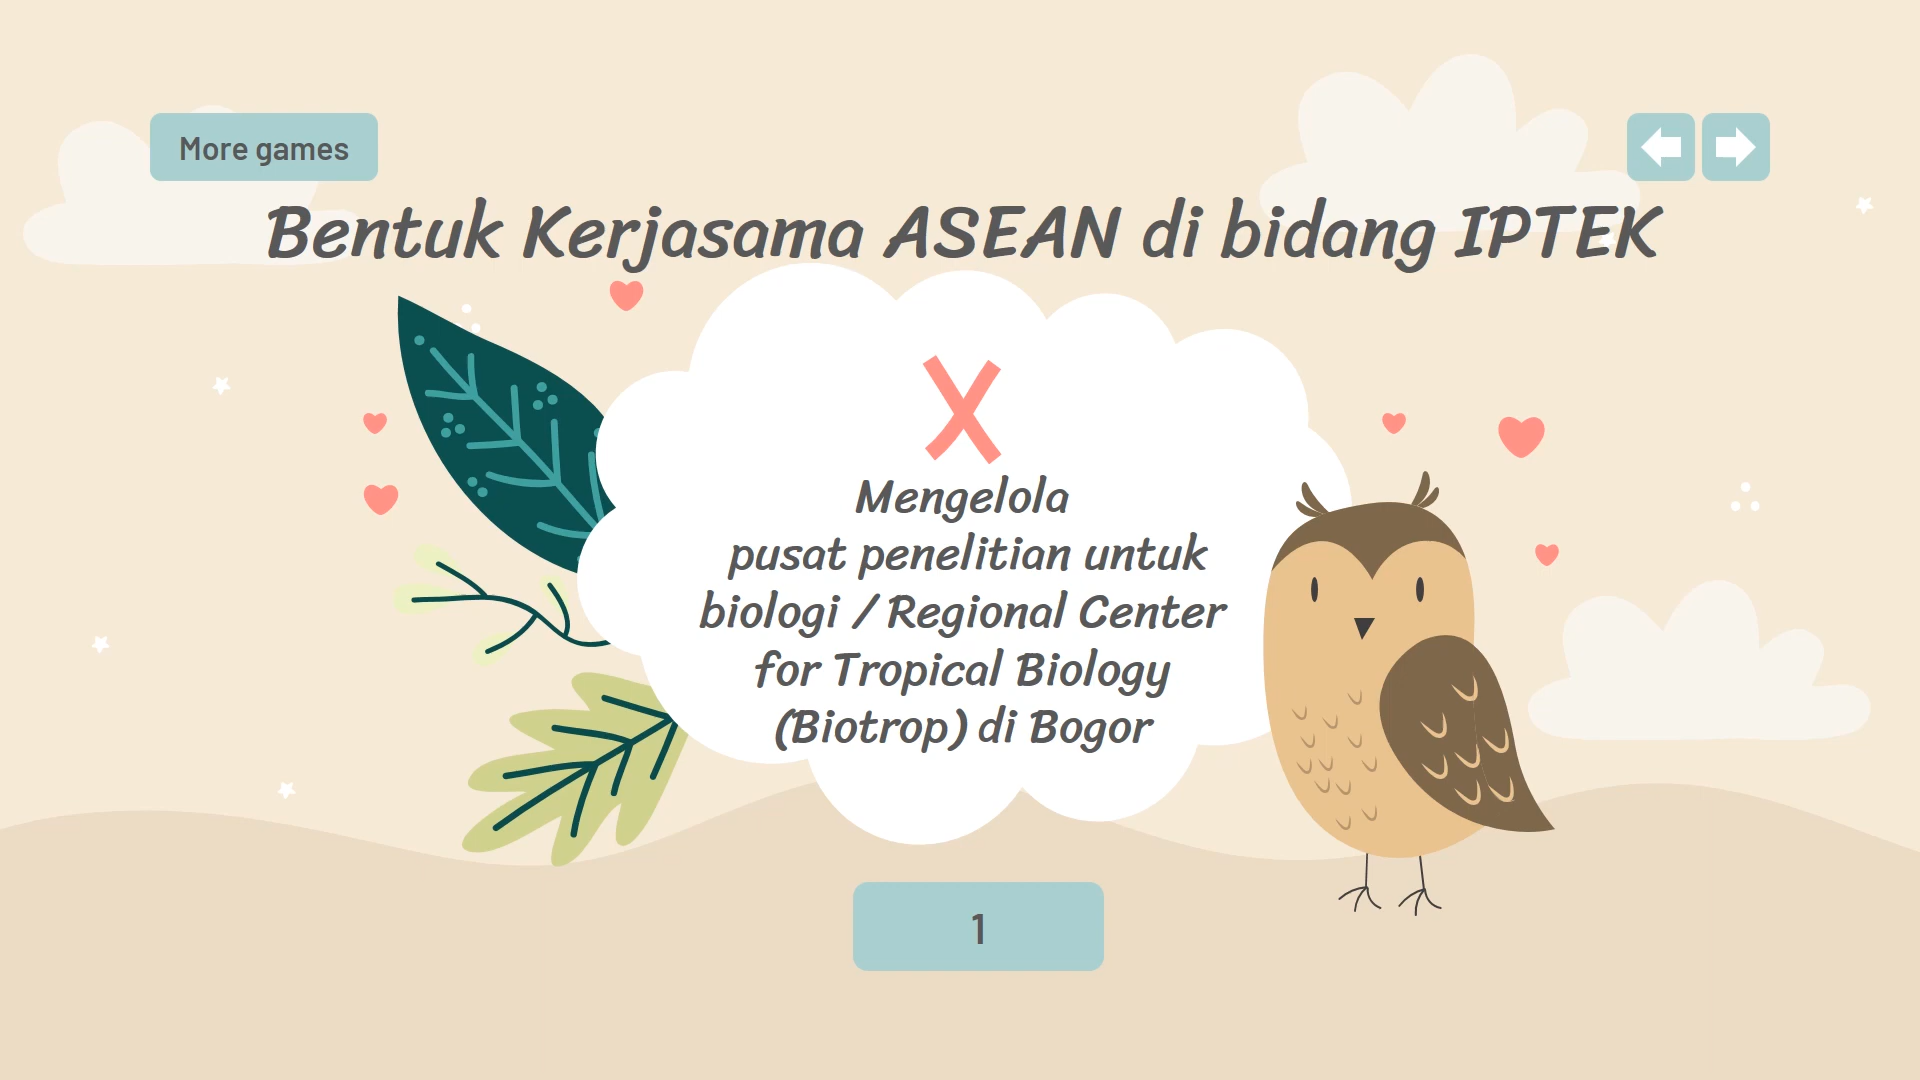 More games
Bentuk Kerjasama ASEAN di bidang IPTEK
X
Mengelola
pusat penelitian untuk
biologi / Regional Center
for Tropical Biology
(Biotrop) di Bogor
1